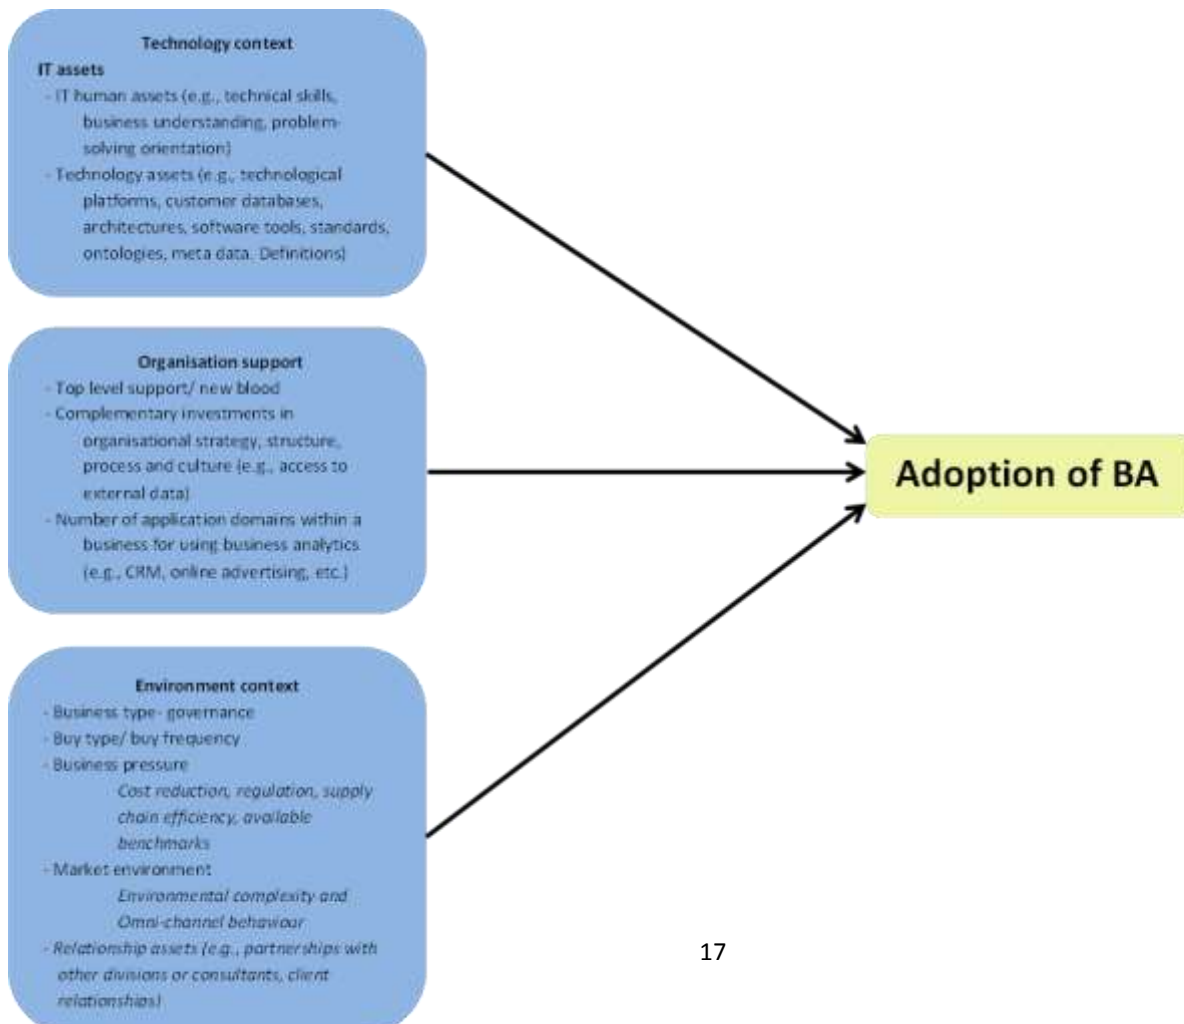 Technology context
IT assets
- IT human assets (e.g., technical skills,
business understanding, problem-
solving orientation)
- Technology assets (e.g., technological
platforms, customer databases,
architectures, software tools, standards,
ontologies, meta data. Definitions)
Organisation support
- Top level support/ new blood
- Complementary investments in
organisational strategy, structure,
process and culture (e.g., access to
external data)
- Number of application domains within a
business for using business analytics
(e.g., CRM, online advertising, etc.)
Adoption of BA
Environment context
- Business type- governance
- Buy type/ buy frequency
- Business pressure
Cost reduction, regulation, supply
chain efficiency, available
benchmarks
- Market environment
Environmental complexity and
Omni-channel behaviour
- Relationship assets (e.g., partnerships with
other divisions or consultants, client
relationships)
17